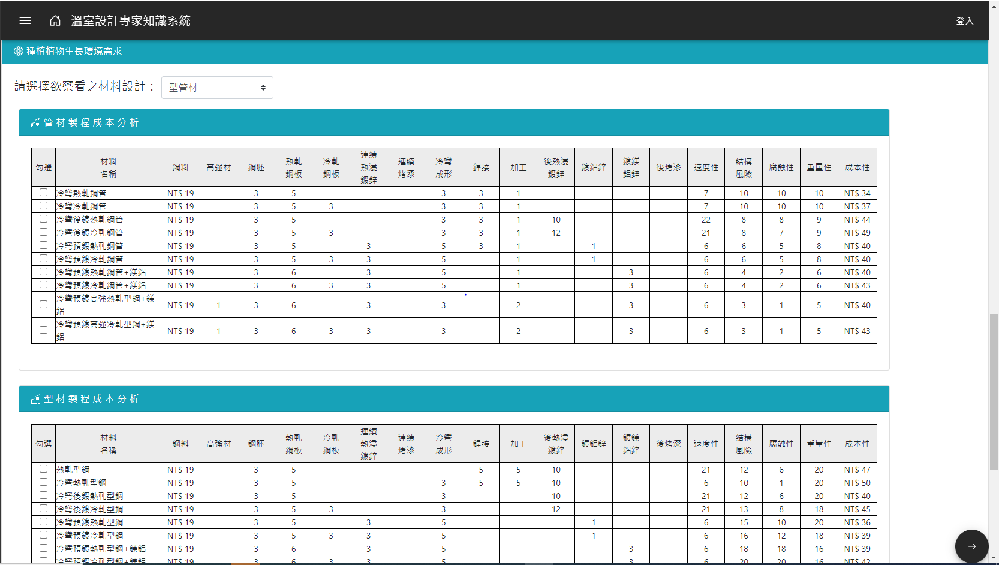 溫室設計專家知識系統
登入
種植植物生長環境需求
請選擇欲察看之材料設計： 型管材
管材製程成本分析
勾選 材料名稱 鋼料 高強材 鋼胚 熱軋鋼板 冷軋鋼板 連續熱浸鍍鋅 連續烤漆 冷彎成形 銲接 加工 後熱浸鍍鋅 鍍鋁鋅 鍍鎂鋁鋅 後烤漆 速度性 結構風險 腐蝕性 重量性 成本性
冷彎熱軋鋼管 NT$ 19 3 5 3 3 1 7 10 10 10 NT$ 34
冷彎冷軋鋼管 NT$ 19 3 5 3 3 3 1 7 10 10 10 NT$ 37
冷彎後鍍熱軋鋼管 NT$ 19 3 5 3 3 1 10 22 8 8 9 NT$ 44
冷彎後鍍冷軋鋼管 NT$ 19 3 5 3 3 3 1 12 21 8 7 9 NT$ 49
冷彎預鍍熱軋鋼管 NT$ 19 3 5 3 5 3 1 1 6 6 5 8 NT$ 40
冷彎預鍍冷軋鋼管 NT$ 19 3 5 3 3 5 1 1 6 6 5 8 NT$ 40
冷彎預鍍熱軋鋼管+鎂鋁 NT$ 19 3 6 3 5 1 3 6 4 2 6 NT$ 40
冷彎預鍍冷軋鋼管+鎂鋁 NT$ 19 3 6 3 3 5 1 3 6 4 2 6 NT$ 43
冷彎預鍍高強熱軋型鋼+鎂鋁 NT$ 19 1 3 6 3 3 2 3 6 3 1 5 NT$ 40
冷彎預鍍高強冷軋型鋼+鎂鋁 NT$ 19 1 3 6 3 3 3 2 3 6 3 1 5 NT$ 43
型材製程成本分析
勾選 材料名稱 鋼料 高強材 鋼胚 熱軋鋼板 冷軋鋼板 連續熱浸鍍鋅 連續烤漆 冷彎成形 銲接 加工 後熱浸鍍鋅 鍍鋁鋅 鍍鎂鋁鋅 後烤漆 速度性 結構風險 腐蝕性 重量性 成本性
熱軋型鋼 NT$ 19 3 5 5 5 10 21 12 6 20 NT$ 47
冷彎熱軋型鋼 NT$ 19 3 5 3 5 5 10 6 10 1 20 NT$ 50
冷彎後鍍熱軋型鋼 NT$ 19 3 5 3 10 21 12 6 20 NT$ 40
冷彎後鍍冷軋型鋼 NT$ 19 3 5 3 3 12 21 13 8 18 NT$ 45
冷彎預鍍熱軋型鋼 NT$ 19 3 5 3 5 1 6 15 10 20 NT$ 36
冷彎預鍍冷軋型鋼 NT$ 19 3 5 3 3 5 1 6 16 12 18 NT$ 39
冷彎預鍍熱軋型鋼+鎂鋁 NT$ 19 3 6 3 5 3 6 18 18 16 NT$ 39
冷彎預鍍冷軋型鋼+鎂鋁 NT$ 19 3 6 3 3 5 3 6 20 20 16 NT$ 42